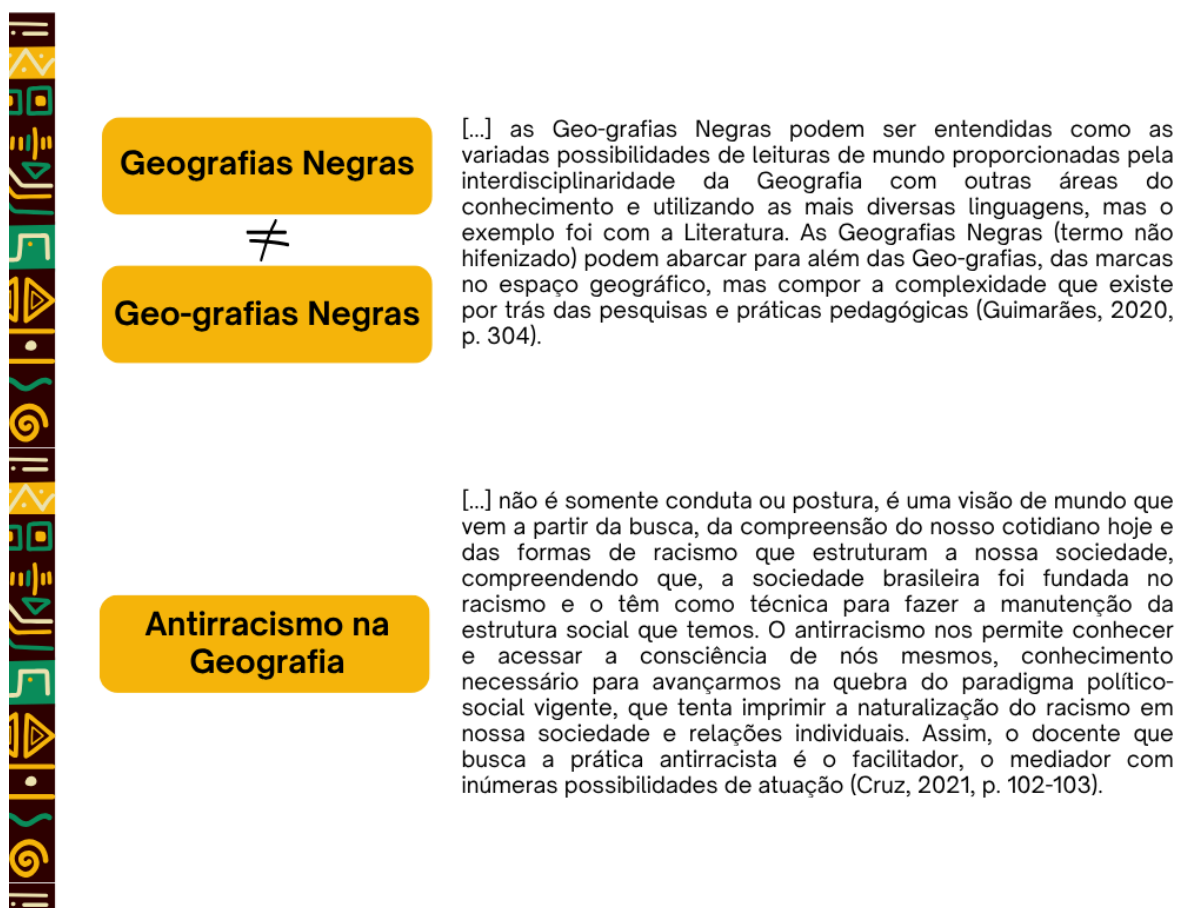 Geografias Negras
≠
Geo-grafias Negras
[...] as Geo-grafias Negras podem ser entendidas como as
variadas possibilidades de leituras de mundo proporcionadas pela
interdisciplinaridade da Geografia com outras áreas do
conhecimento e utilizando as mais diversas linguagens, mas o
exemplo foi com a Literatura. As Geografias Negras (termo não
hifenizado) podem abarcar para além das Geo-grafias, das marcas
no espaço geográfico, mas compor a complexidade que existe
por trás das pesquisas e práticas pedagógicas (Guimarães, 2020,
p. 304).
Antirracismo na
Geografia
[...] não é somente conduta ou postura, é uma visão de mundo que
vem a partir da busca, da compreensão do nosso cotidiano hoje e
das formas de racismo que estruturam a nossa sociedade,
compreendendo que, a sociedade brasileira foi fundada no
racismo e o têm como técnica para fazer a manutenção da
estrutura social que temos. O antirracismo nos permite conhecer
e acessar a consciência de nós mesmos, conhecimento
necessário para avançarmos na quebra do paradigma político-
social vigente, que tenta imprimir a naturalização do racismo em
nossa sociedade e relações individuais. Assim, o docente que
busca a prática antirracista é o facilitador, o mediador com
inúmeras possibilidades de atuação (Cruz, 2021, p. 102-103).